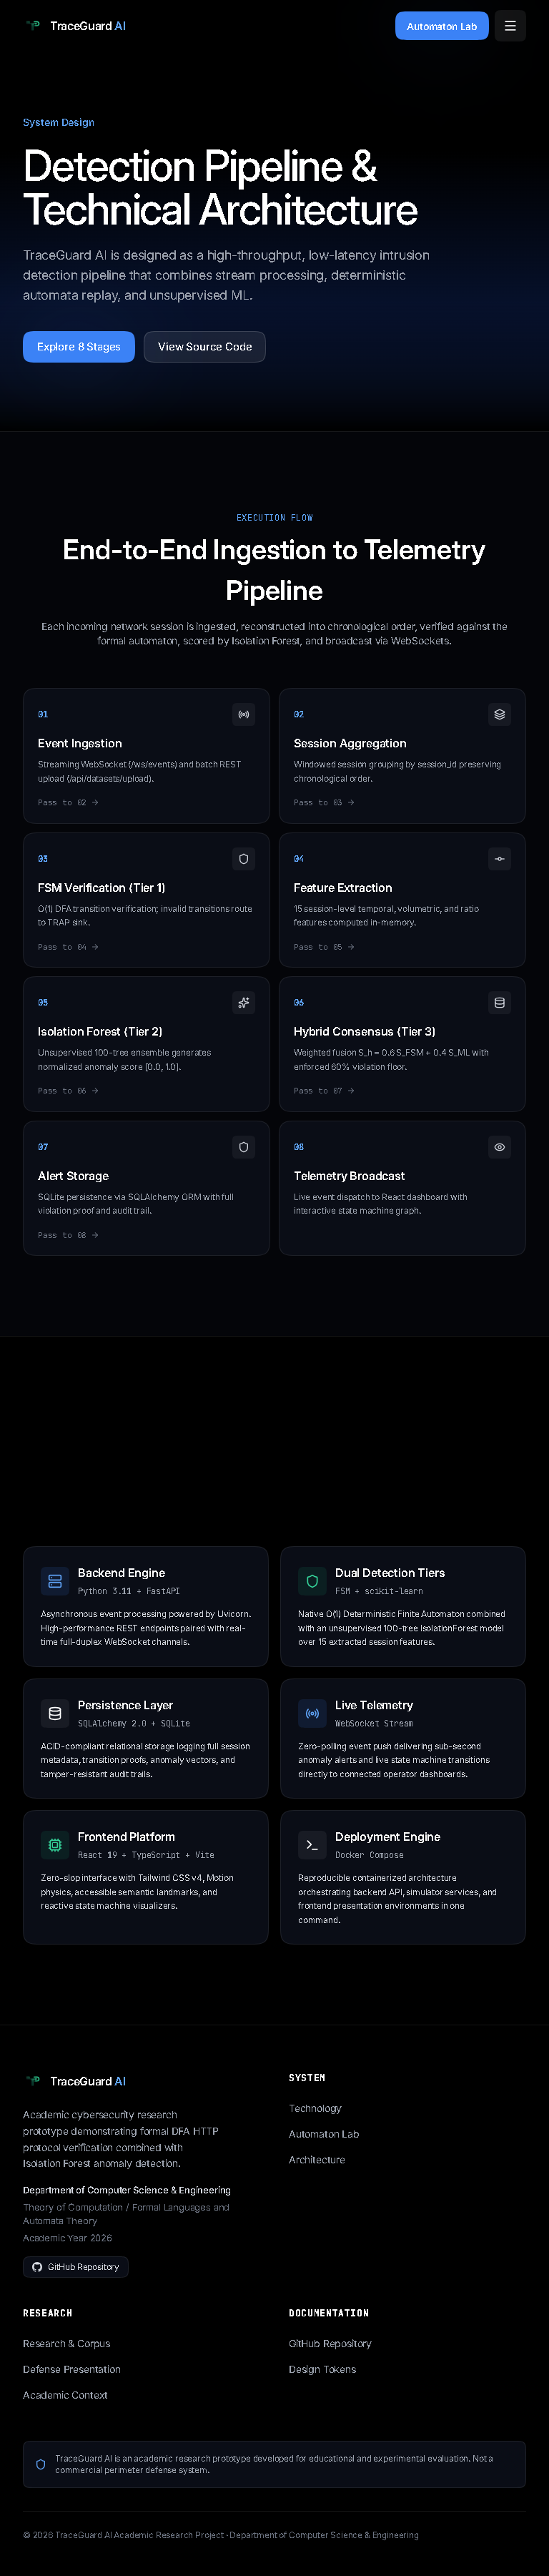 TraceGuard AI
Automaton Lab
System Design
Detection Pipeline &
Technical Architecture
TraceGuard AI is designed as a high-throughput, low-latency intrusion
detection pipeline that combines stream processing, deterministic
automata replay, and unsupervised ML.
Explore 8 Stages
View Source Code
EXECUTION FLOW
End-to-End Ingestion to Telemetry
Pipeline
Each incoming network session is ingested, reconstructed into chronological order, verified against the
formal automaton, scored by Isolation Forest, and broadcast via WebSockets.
01
Event Ingestion
Streaming WebSocket (/ws/events) and batch REST
upload (/api/datasets/upload).
Pass to 02 →
02
Session Aggregation
Windowed session grouping by session_id preserving
chronological order.
Pass to 03 →
03
FSM Verification (Tier 1)
O(1) DFA transition verification; invalid transitions route
to TRAP sink.
Pass to 04 →
04
Feature Extraction
15 session-level temporal, volumetric, and ratio
features computed in-memory.
Pass to 05 →
05
Isolation Forest (Tier 2)
Unsupervised 100-tree ensemble generates
normalized anomaly score [0.0, 1.0].
Pass to 06 →
06
Hybrid Consensus (Tier 3)
Weighted fusion S_h = 0.6 S_FSM + 0.4 S_ML with
enforced 60% violation floor.
Pass to 07 →
07
Alert Storage
SQLite persistence via SQLAlchemy ORM with full
violation proof and audit trail.
Pass to 08 →
08
Telemetry Broadcast
Live event dispatch to React dashboard with
interactive state machine graph.
Backend Engine
Python 3.11 + FastAPI
Asynchronous event processing powered by Uvicorn.
High-performance REST endpoints paired with real-
time full-duplex WebSocket channels.
Dual Detection Tiers
FSM + scikit-learn
Native O(1) Deterministic Finite Automaton combined
with an unsupervised 100-tree IsolationForest model
over 15 extracted session features.
Persistence Layer
SQLAlchemy 2.0 + SQLite
ACID-compliant relational storage logging full session
metadata, transition proofs, anomaly vectors, and
tamper-resistant audit trails.
Live Telemetry
WebSocket Stream
Zero-polling event push delivering sub-second
anomaly alerts and live state machine transitions
directly to connected operator dashboards.
Frontend Platform
React 19 + TypeScript + Vite
Zero-slop interface with Tailwind CSS v4, Motion
physics, accessible semantic landmarks, and
reactive state machine visualizers.
Deployment Engine
Docker Compose
Reproducible containerized architecture
orchestrating backend API, simulator services, and
frontend presentation environments in one
command.
TraceGuard AI
Academic cybersecurity research
prototype demonstrating formal DFA HTTP
protocol verification combined with
Isolation Forest anomaly detection.
Department of Computer Science & Engineering
Theory of Computation / Formal Languages and
Automata Theory
Academic Year 2026
GitHub Repository
SYSTEM
Technology
Automaton Lab
Architecture
RESEARCH
Research & Corpus
Defense Presentation
Academic Context
DOCUMENTATION
GitHub Repository
Design Tokens
TraceGuard AI is an academic research prototype developed for educational and experimental evaluation. Not a
commercial perimeter defense system.
© 2026 TraceGuard AI Academic Research Project · Department of Computer Science & Engineering